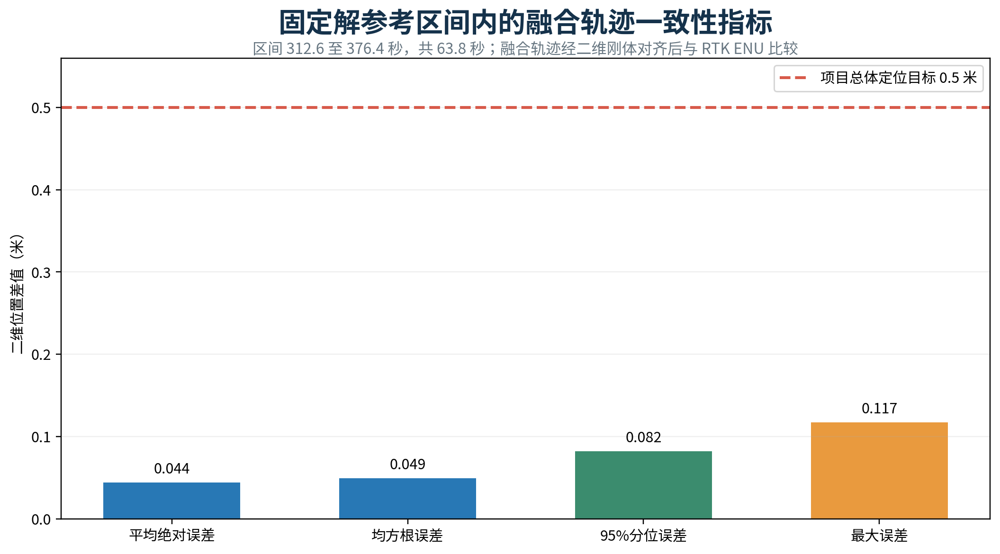 固定解参考区间内的融合轨迹一致性指标
区间 312.6 至 376.4 秒，共 63.8 秒；融合轨迹经二维刚体对齐后与 RTK ENU 比较
项目总体定位目标 0.5 米
二维位置差值（米）
0.5
0.4
0.3
0.2
0.1
0.0
0.044
0.049
0.082
0.117
平均绝对误差
均方根误差
95%分位误差
最大误差